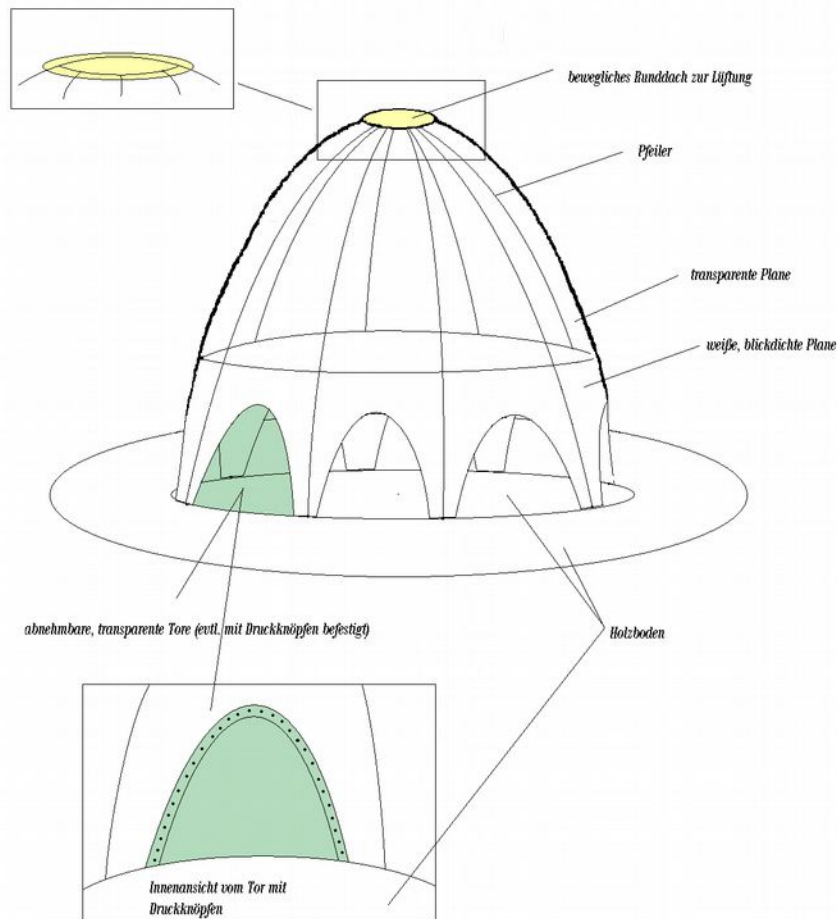 bewegliches Runddach zur Lüftung
Pfeiler
transparente Plane
weiße, blickdichte Plane
abnehmbare, transparente Tore (evtl. mit Druckknöpfen befestigt)
Holzboden
Innenansicht vom Tor mit
Druckknöpfen